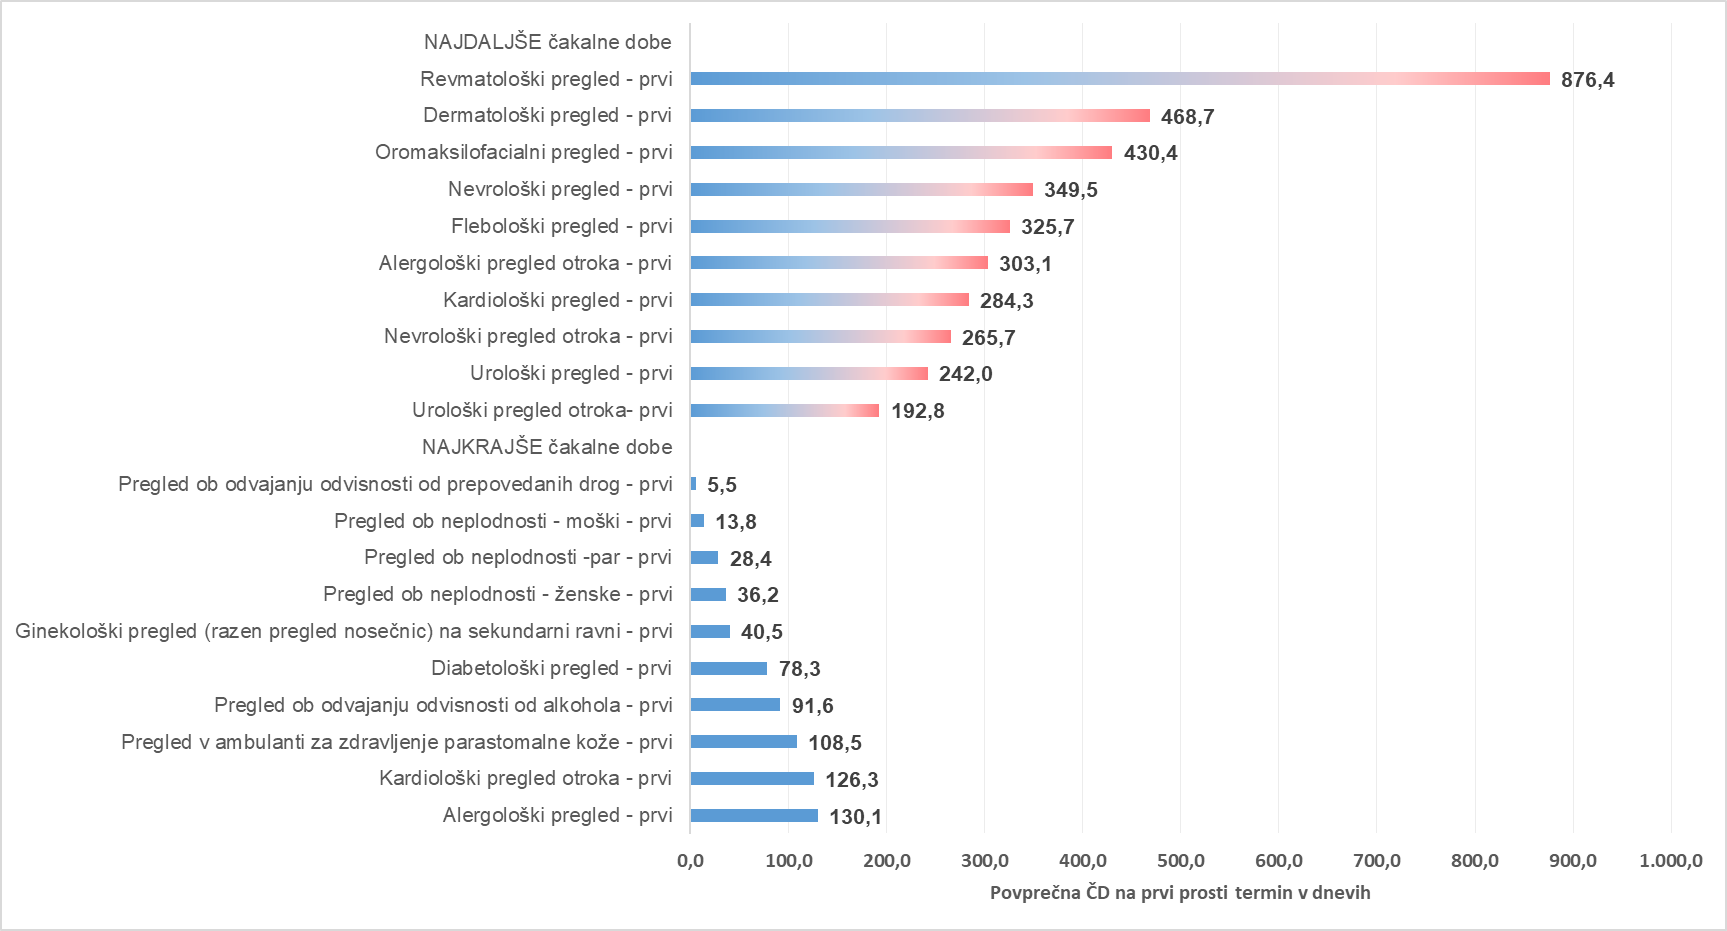 NAJDALJŠE čakalne dobe
Revmatološki pregled - prvi 876,4
Dermatološki pregled - prvi 468,7
Oromaksilofacialni pregled - prvi 430,4
Nevrološki pregled - prvi 349,5
Flebološki pregled - prvi 325,7
Alergološki pregled otroka - prvi 303,1
Kardiološki pregled - prvi 284,3
Nevrološki pregled otroka - prvi 265,7
Urološki pregled - prvi 242,0
Urološki pregled otroka- prvi 192,8
NAJKRAJŠE čakalne dobe
Pregled ob odvajanju odvisnosti od prepovedanih drog - prvi 5,5
Pregled ob neplodnosti - moški - prvi 13,8
Pregled ob neplodnosti -par - prvi 28,4
Pregled ob neplodnosti - ženske - prvi 36,2
Ginekološki pregled (razen pregled nosečnic) na sekundarni ravni - prvi 40,5
Diabetološki pregled - prvi 78,3
Pregled ob odvajanju odvisnosti od alkohola - prvi 91,6
Pregled v ambulanti za zdravljenje parastomalne kože - prvi 108,5
Kardiološki pregled otroka - prvi 126,3
Alergološki pregled - prvi 130,1
0,0 100,0 200,0 300,0 400,0 500,0 600,0 700,0 800,0 900,0 1.000,0
Povprečna ČD na prvi prosti termin v dnevih